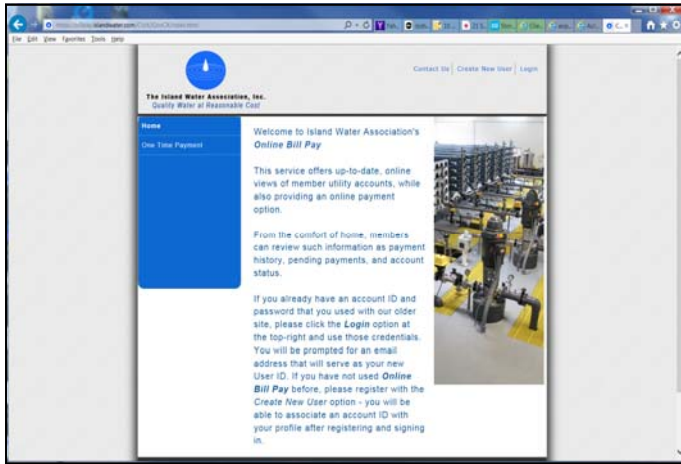 File Edit View Favorites Tools Help
Contact Us | Create New User | Login
The Island Water Association, Inc.
Quality Water at Reasonable Cost
Home
One Time Payment
Welcome to Island Water Association's
Online Bill Pay
This service offers up-to-date, online
views of member utility accounts, while
also providing an online payment
option.
From the comfort of home, members
can review such information as payment
history, pending payments, and account
status.
If you already have an account ID and
password that you used with our older
site, please click the Login option at
the top-right and use those credentials.
You will be prompted for an email
address that will serve as your new
User ID. If you have not used Online
Bill Pay before, please register with the
Create New User option - you will be
able to associate an account ID with
your profile after registering and signing
in.